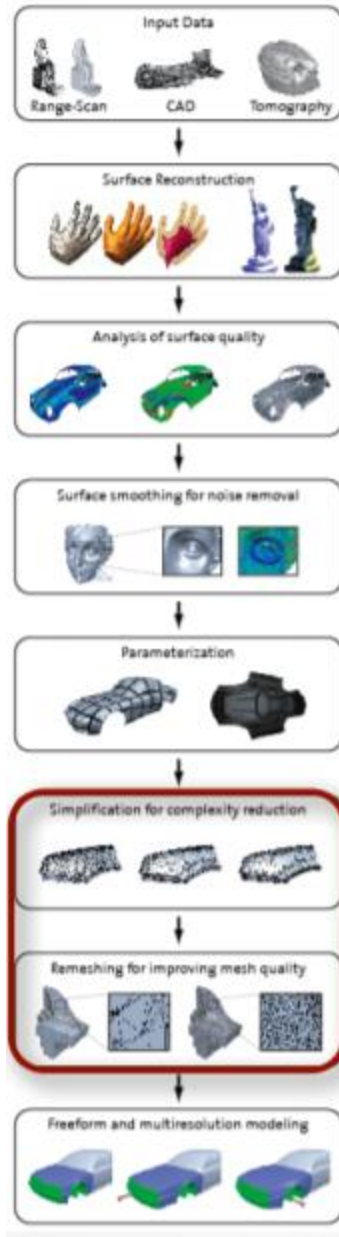 Input Data
Range-Scan CAD Tomography
Surface Reconstruction
Analysis of surface quality
Surface smoothing for noise removal
Parameterization
Simplification for complexity reduction
Remeshing for improving mesh quality
Freeform and multiresolution modeling